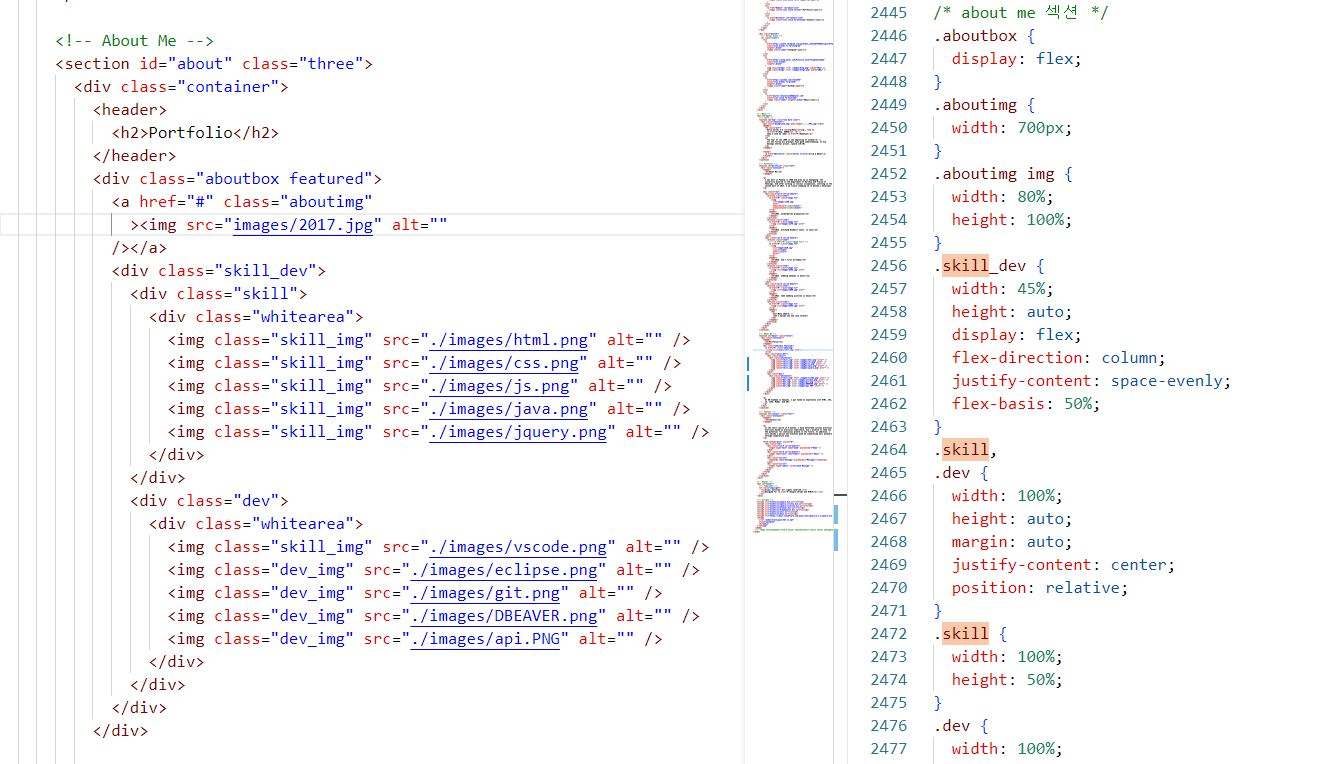 <!-- About Me -->
<section id="about" class="three">
<div class="container">
<header>
<h2>Portfolio</h2>
</header>
<div class="aboutbox featured">
<a href="#" class="aboutimg"
><img src="images/2017.jpg" alt=""
/></a>
<div class="skill_dev">
<div class="skill">
<div class="whitearea">
<img class="skill_img" src="./images/html.png" alt="" />
<img class="skill_img" src="./images/css.png" alt="" />
<img class="skill_img" src="./images/js.png" alt="" />
<img class="skill_img" src="./images/java.png" alt="" />
<img class="skill_img" src="./images/jquery.png" alt="" />
</div>
</div>
<div class="dev">
<div class="whitearea">
<img class="skill_img" src="./images/vscode.png" alt="" />
<img class="dev_img" src="./images/eclipse.png" alt="" />
<img class="dev_img" src="./images/git.png" alt="" />
<img class="dev_img" src="./images/DBEAVER.png" alt="" />
<img class="dev_img" src="./images/api.PNG" alt="" />
</div>
</div>
</div>
</div>
2445 /* about me 섹션 */
2446 .aboutbox {
2447 display: flex;
2448 }
2449 .aboutimg {
2450 width: 700px;
2451 }
2452 .aboutimg img {
2453 width: 80%;
2454 height: 100%;
2455 }
2456 .skill_dev {
2457 width: 45%;
2458 height: auto;
2459 display: flex;
2460 flex-direction: column;
2461 justify-content: space-evenly;
2462 flex-basis: 50%;
2463 }
2464 .skill,
2465 .dev {
2466 width: 100%;
2467 height: auto;
2468 margin: auto;
2469 justify-content: center;
2470 position: relative;
2471 }
2472 .skill {
2473 width: 100%;
2474 height: 50%;
2475 }
2476 .dev {
2477 width: 100%;